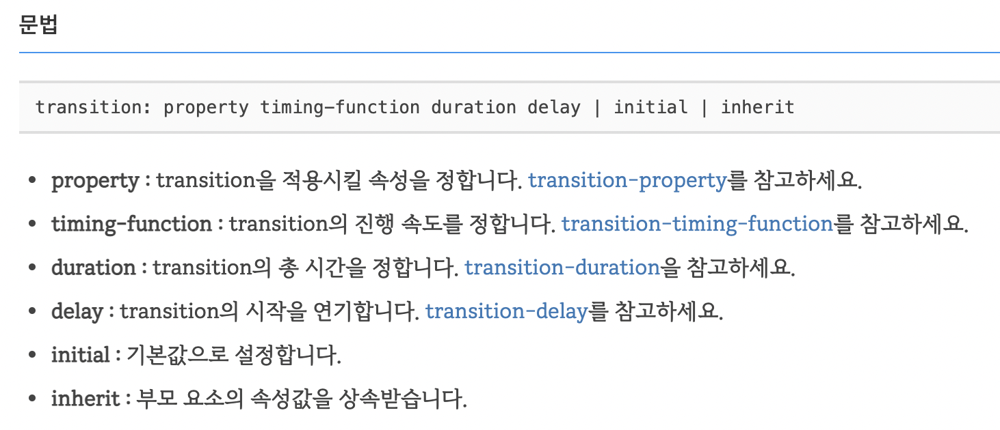 문법
transition: property timing-function duration delay | initial | inherit
• property : transition을 적용시킬 속성을 정합니다. transition-property를 참고하세요.
• timing-function : transition의 진행 속도를 정합니다. transition-timing-function를 참고하세요.
• duration : transition의 총 시간을 정합니다. transition-duration을 참고하세요.
• delay : transition의 시작을 연기합니다. transition-delay를 참고하세요.
• initial : 기본값으로 설정합니다.
• inherit : 부모 요소의 속성값을 상속받습니다.